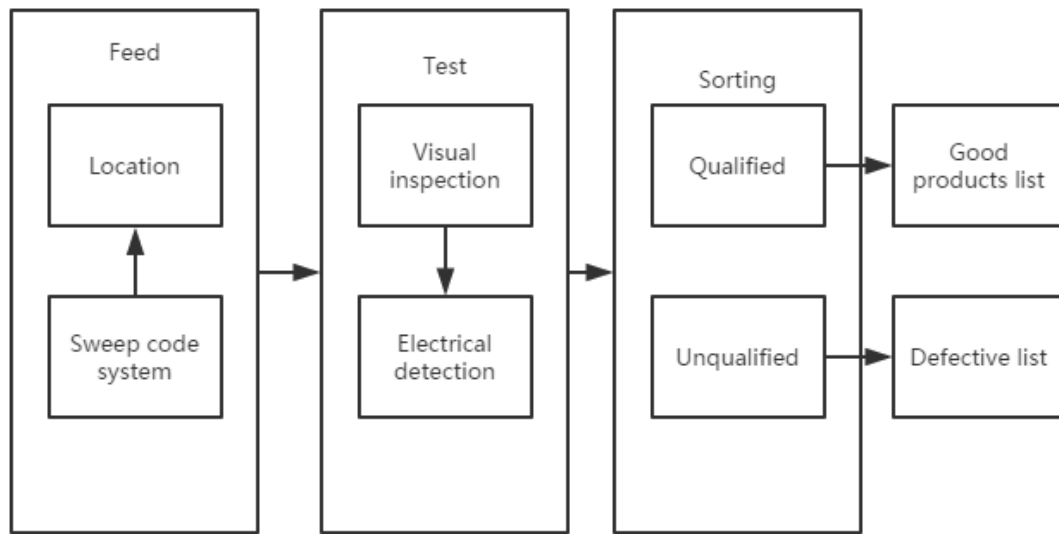 Feed
Location
Sweep code
system
Test
Visual
inspection
Electrical
detection
Sorting
Qualified
Unqualified
Good
products list
Defective list